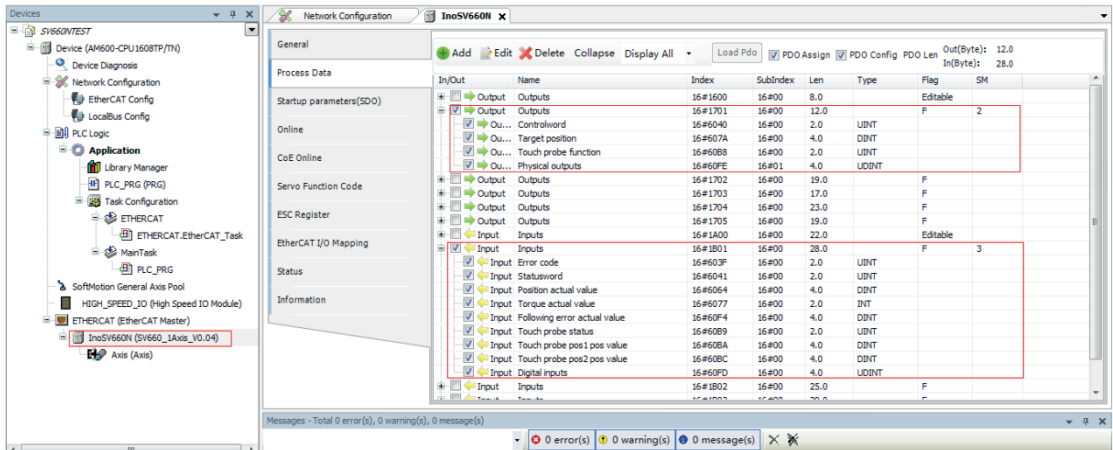 Devices
SV660NTEST
Device (AM600-CPU1608TP/TN)
Device Diagnosis
Network Configuration
EtherCAT Config
LocalBus Config
PLC Logic
Application
Library Manager
PLC_PRG (PRG)
Task Configuration
ETHERCAT
ETHERCAT.EtherCAT_Task
MainTask
PLC_PRG
SoftMotion General Axis Pool
HIGH_SPEED_IO (High Speed IO Module)
ETHERCAT (EtherCAT Master)
InoSV660N (SV660_1Axis_V0.04)
Axis (Axis)
Network Configuration InoSV660N
General
Process Data
Startup parameters(SDO)
Online
CoE Online
Servo Function Code
ESC Register
EtherCAT I/O Mapping
Status
Information
Add Edit Delete Collapse Display All Load Pdo PDO Assign PDO Config PDO Len Out(Byte): 12.0
In(Byte): 28.0
In/Out Name Index SubIndex Len Type Flag SM
Output Outputs 16#1600 16#00 8.0 Editable
Output Outputs 16#1701 16#00 12.0 F 2
Ou... Controlword 16#6040 16#00 2.0 UINT
Ou... Target position 16#607A 16#00 4.0 DINT
Ou... Touch probe function 16#60B8 16#00 2.0 UINT
Ou... Physical outputs 16#60FE 16#01 4.0 UDINT
Output Outputs 16#1702 16#00 19.0 F
Output Outputs 16#1703 16#00 17.0 F
Output Outputs 16#1704 16#00 23.0 F
Output Outputs 16#1705 16#00 19.0 F
Input Inputs 16#1A00 16#00 22.0 Editable
Input Inputs 16#1B01 16#00 28.0 F 3
Input Error code 16#603F 16#00 2.0 UINT
Input Statusword 16#6041 16#00 2.0 UINT
Input Position actual value 16#6064 16#00 4.0 DINT
Input Torque actual value 16#6077 16#00 2.0 INT
Input Following error actual value 16#60F4 16#00 4.0 DINT
Input Touch probe status 16#60B9 16#00 2.0 UINT
Input Touch probe pos1 pos value 16#60BA 16#00 4.0 DINT
Input Touch probe pos2 pos value 16#60BC 16#00 4.0 DINT
Input Digital inputs 16#60FD 16#00 4.0 UDINT
Input Inputs 16#1B02 16#00 25.0 F
Messages - Total 0 error(s), 0 warning(s), 0 message(s)
0 error(s) 0 warning(s) 0 message(s)